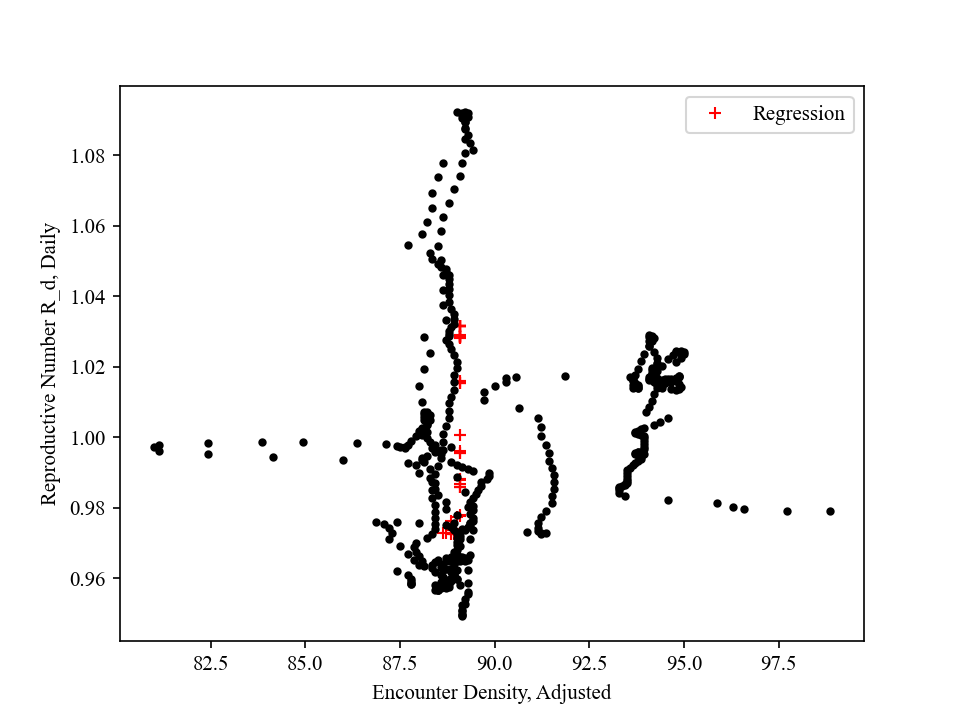 Regression
1.08
1.06
1.04
1.02
1.00
0.98
0.96
Reproductive Number R_d, Daily
82.5 85.0 87.5 90.0 92.5 95.0 97.5
Encounter Density, Adjusted